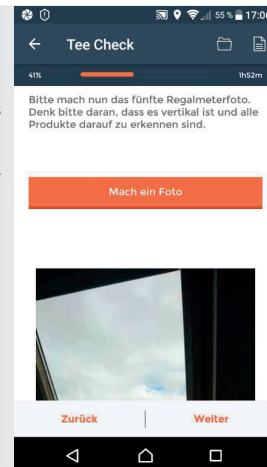 55 % 17:00
Tee Check
41% 1h52m
Bitte mach nun das fünfte Regalmeterfoto.
Denk bitte daran, dass es vertikal ist und alle
Produkte darauf zu erkennen sind.
Mach ein Foto
Zurück Weiter